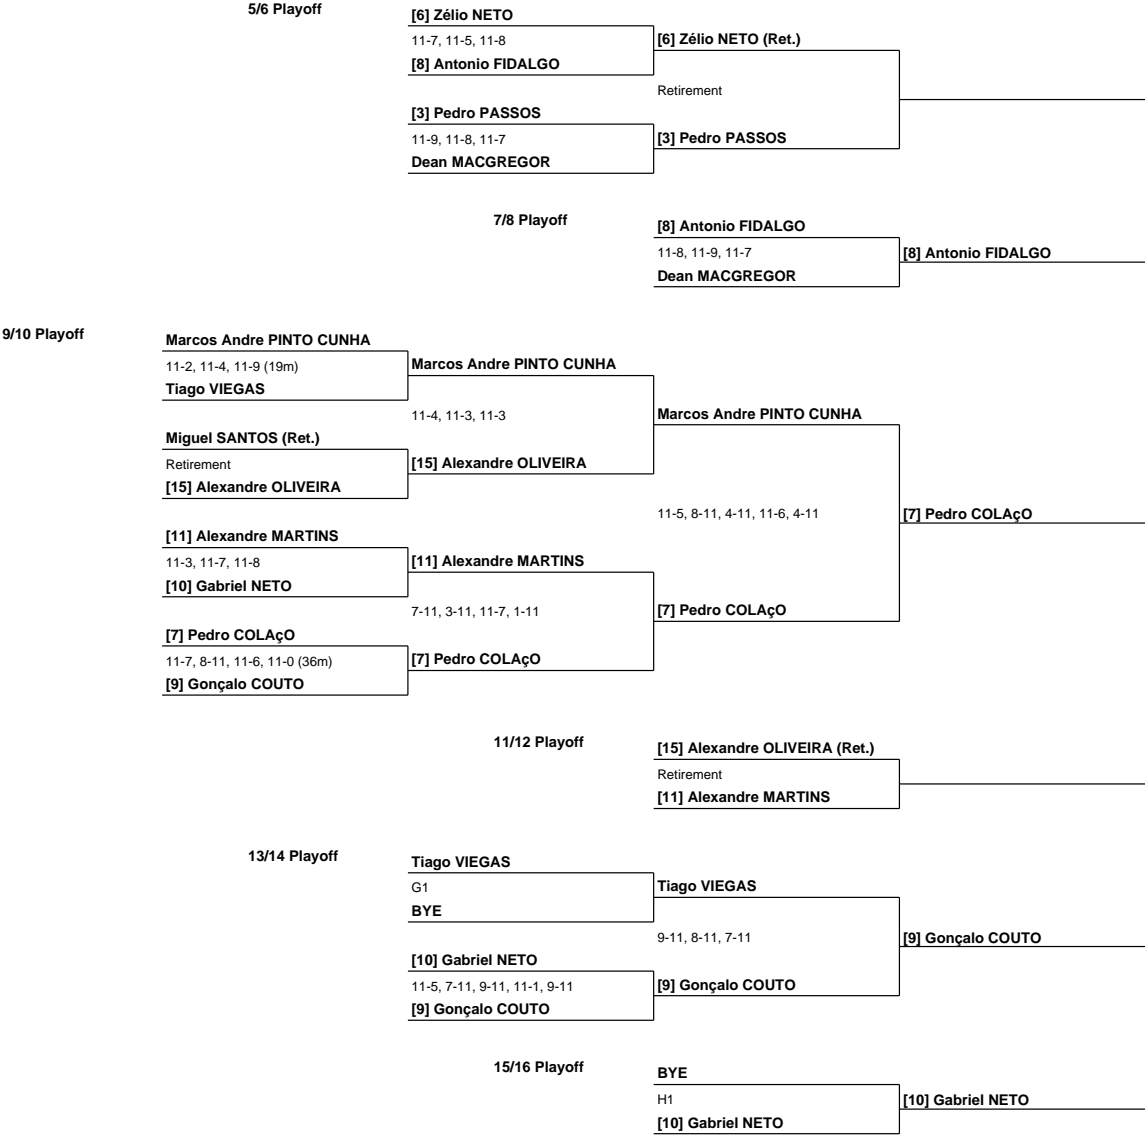 5/6 Playoff
[6] Zélio NETO
11-7, 11-5, 11-8
[6] Zélio NETO (Ret.)
[8] Antonio FIDALGO
Retirement
[3] Pedro PASSOS
11-9, 11-8, 11-7
[3] Pedro PASSOS
Dean MACGREGOR
7/8 Playoff
[8] Antonio FIDALGO
11-8, 11-9, 11-7
[8] Antonio FIDALGO
Dean MACGREGOR
9/10 Playoff
Marcos Andre PINTO CUNHA
11-2, 11-4, 11-9 (19m)
Marcos Andre PINTO CUNHA
Tiago VIEGAS
11-4, 11-3, 11-3
Marcos Andre PINTO CUNHA
Miguel SANTOS (Ret.)
Retirement
[15] Alexandre OLIVEIRA
[15] Alexandre OLIVEIRA
11-5, 8-11, 4-11, 11-6, 4-11
[7] Pedro COLAçO
[11] Alexandre MARTINS
11-3, 11-7, 11-8
[11] Alexandre MARTINS
[10] Gabriel NETO
7-11, 3-11, 11-7, 1-11
[7] Pedro COLAçO
[7] Pedro COLAçO
11-7, 8-11, 11-6, 11-0 (36m)
[7] Pedro COLAçO
[9] Gonçalo COUTO
11/12 Playoff
[15] Alexandre OLIVEIRA (Ret.)
Retirement
[11] Alexandre MARTINS
13/14 Playoff
Tiago VIEGAS
G1
Tiago VIEGAS
BYE
9-11, 8-11, 7-11
[9] Gonçalo COUTO
[10] Gabriel NETO
11-5, 7-11, 9-11, 11-1, 9-11
[9] Gonçalo COUTO
[9] Gonçalo COUTO
15/16 Playoff
BYE
H1
[10] Gabriel NETO
[10] Gabriel NETO